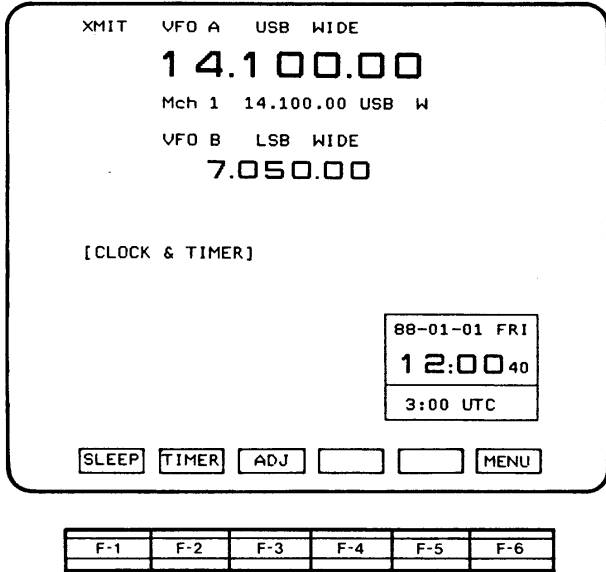 XMIT VFO A USB WIDE
14.100.00
Mch 1 14.100.00 USB W
VFO B LSB WIDE
7.050.00
[CLOCK & TIMER]
88-01-01 FRI
12:00 40
3:00 UTC
SLEEP TIMER ADJ MENU
F-1 F-2 F-3 F-4 F-5 F-6